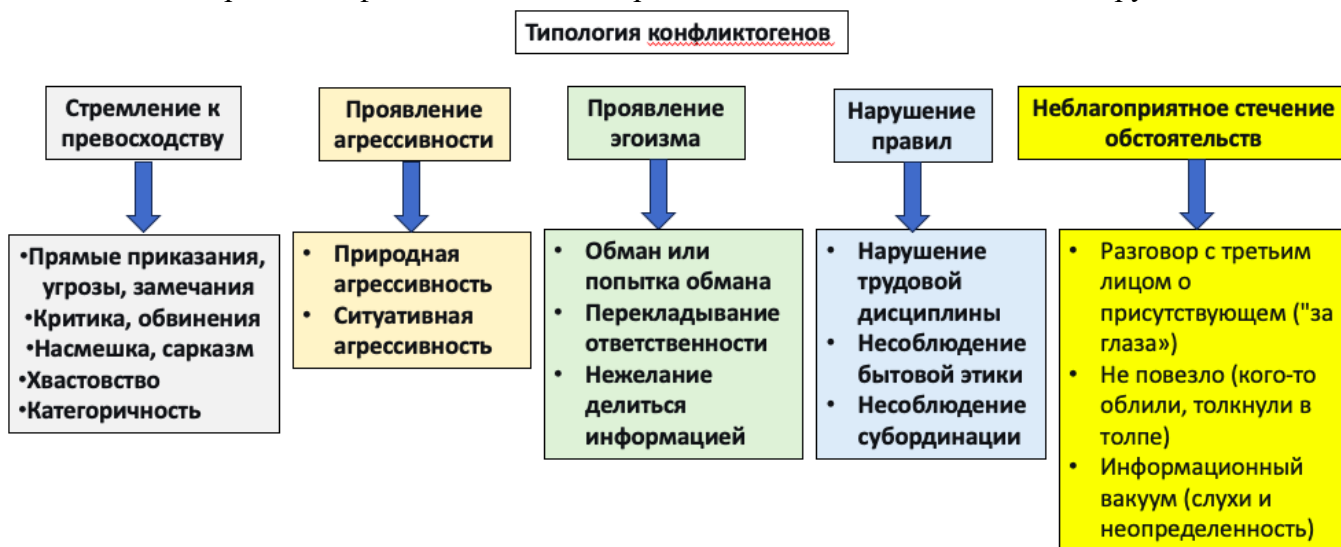 Типология конфликтогенов
Стремление к
превосходству
Проявление
агрессивности
Проявление
эгоизма
Нарушение
правил
Неблагоприятное стечение
обстоятельств
•Прямые приказания,
угрозы, замечания
•Критика, обвинения
•Насмешка, сарказм
•Хвастовство
•Категоричность
• Природная
агрессивность
• Ситуативная
агрессивность
• Обман или
попытка обмана
• Перекладывание
ответственности
• Нежелание
делиться
информацией
• Нарушение
трудовой
дисциплины
• Несоблюдение
бытовой этики
• Несоблюдение
субординации
• Разговор с третьим
лицом о
присутствующем ("за
глаза»)
• Не повезло (кого-то
облили, толкнули в
толпе)
• Информационный
вакуум (слухи и
неопределенность)